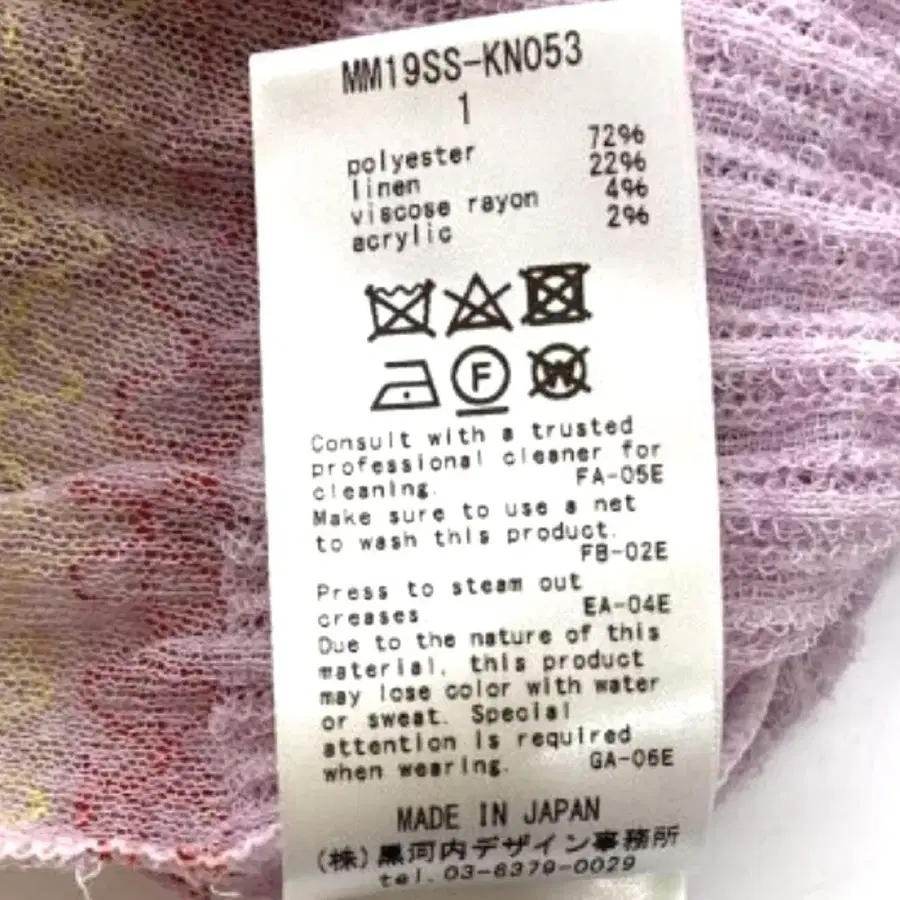 MM19SS-KN053
1
polyester 72%
linen 22%
viscose rayon 4%
acrylic 2%
F
W
Consult with a trusted
professional cleaner for
cleaning. FA-05E
Make sure to use a net
to wash this product.
FB-02E
Press to steam out
creases EA-04E
Due to the nature of this
material, this product
may lose color with water
or sweat. Special
attention is required
when wearing. GA-06E
MADE IN JAPAN
(株)黒河内デザイン事務所
tel.03-6379-0029